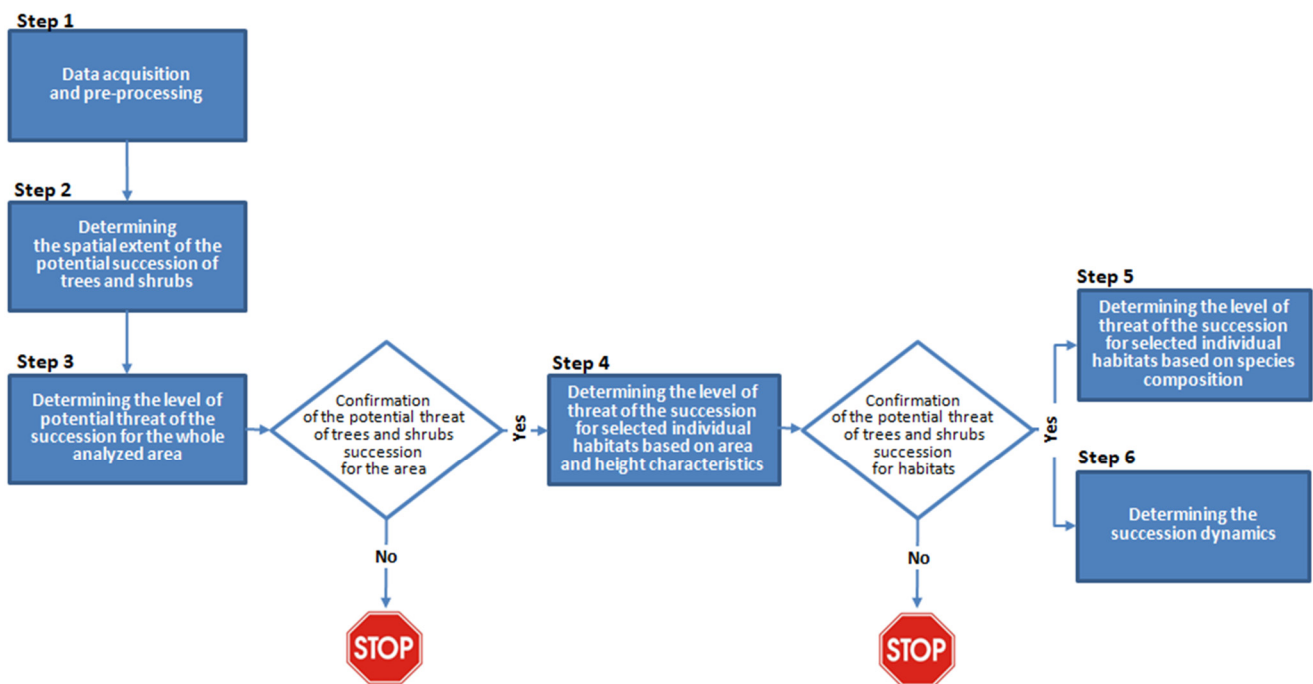 Step 1
Data acquisition
and pre-processing
Step 2
Determining
the spatial extent of the
potential succession of
trees and shrubs
Step 3
Determining the level of
potential threat of the
succession for the whole
analyzed area
Confirmation
of the potential threat
of trees and shrubs
succession
for the area
Yes
No
STOP
Step 4
Determining the level of
threat of the succession
for selected individual
habitats based on area
and height characteristics
Confirmation
of the potential threat
of trees and shrubs
succession
for habitats
Yes
No
STOP
Step 5
Determining the level of
threat of the succession
for selected individual
habitats based on species
composition
Step 6
Determining the
succession dynamics